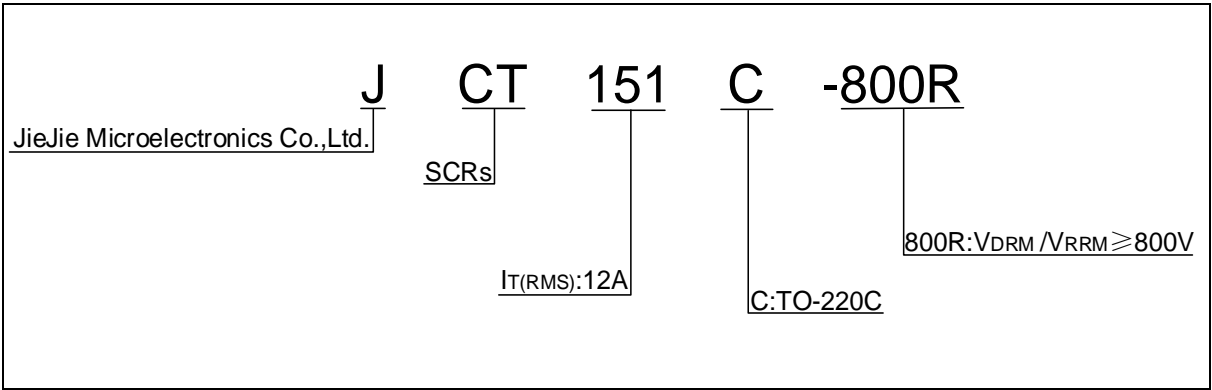 J CT 151 C -800R
JieJie Microelectronics Co.,Ltd.
SCRs
800R:VDRM /VRRM≥800V
IT(RMS):12A
C:TO-220C